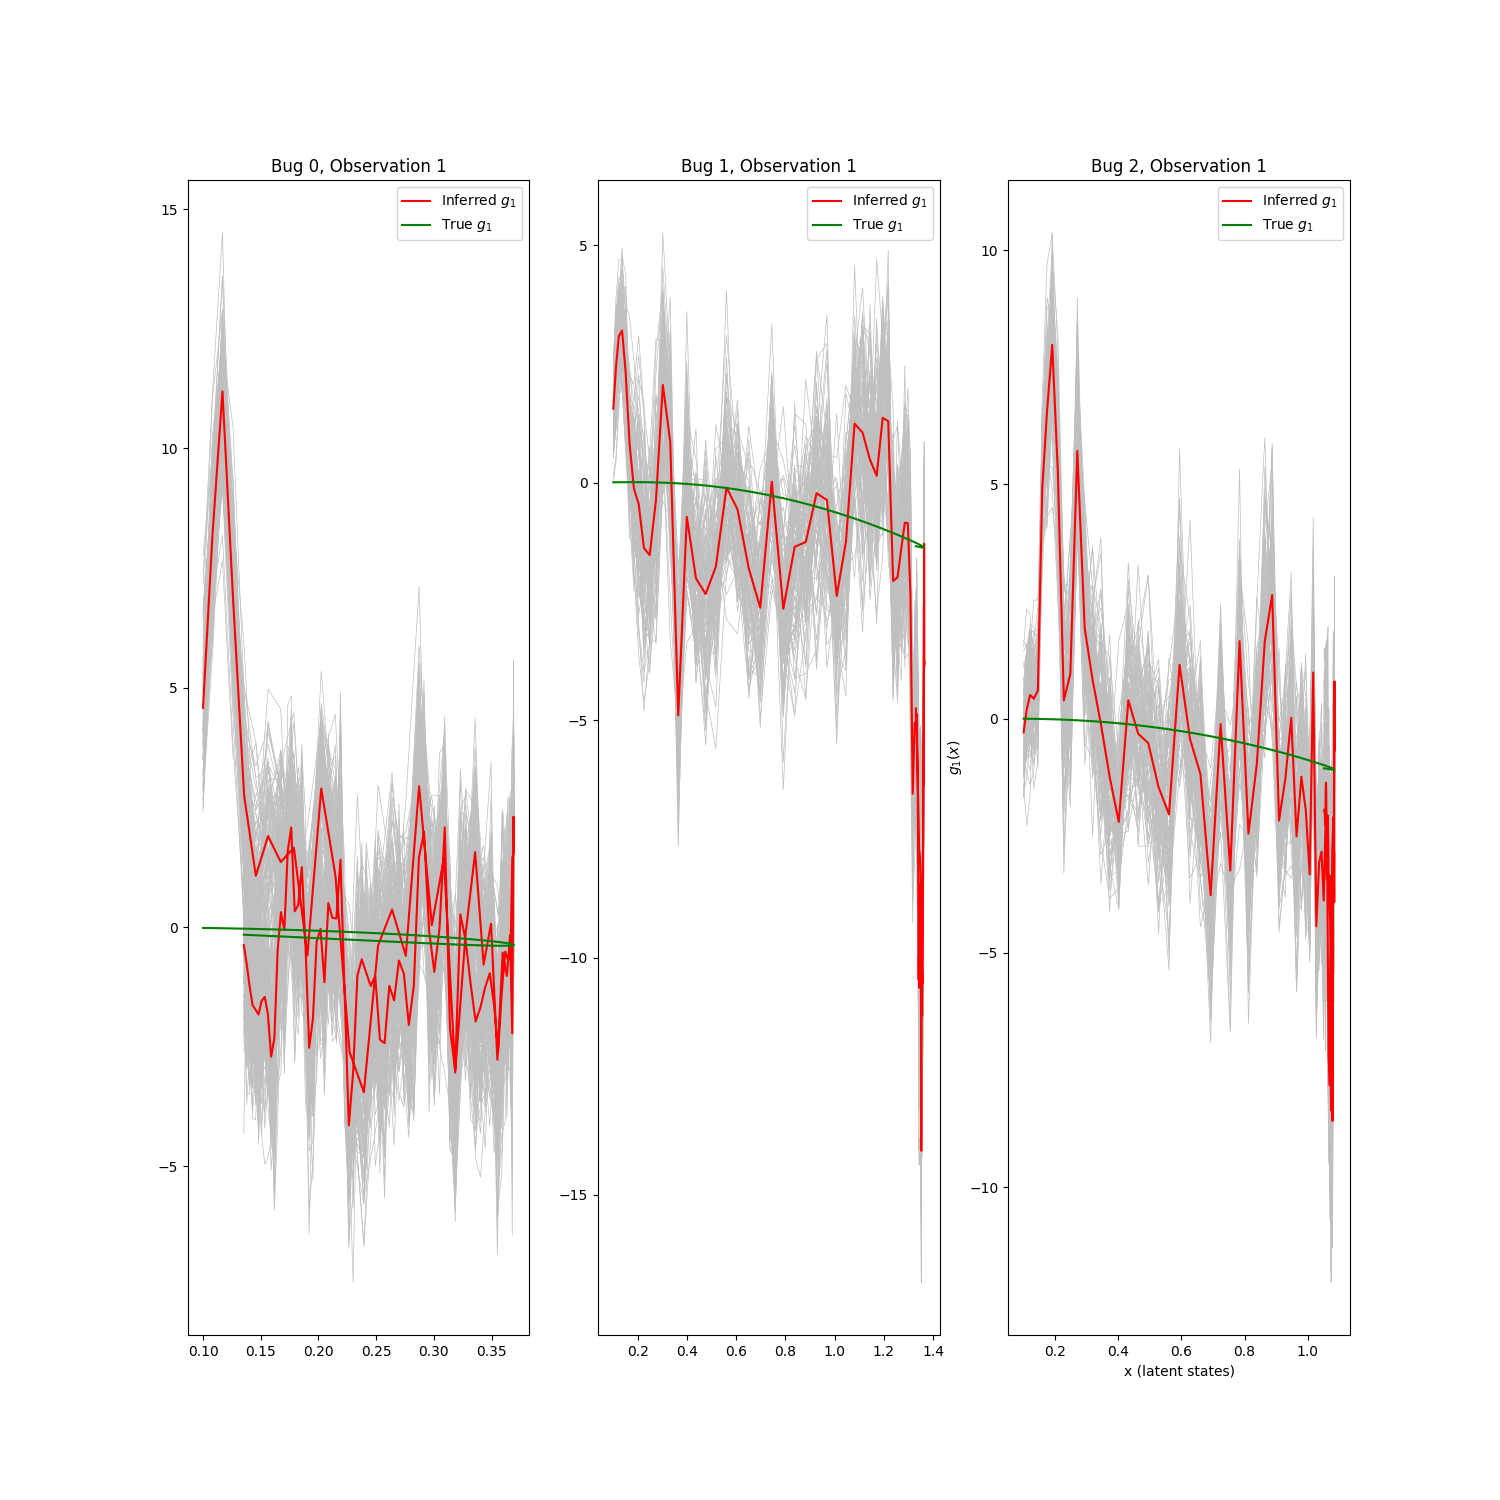 Bug 0, Observation 1
Inferred g₁
True g₁
15
10
5
0
−5
0.10 0.15 0.20 0.25 0.30 0.35
Bug 1, Observation 1
Inferred g₁
True g₁
5
0
−5
−10
−15
0.2 0.4 0.6 0.8 1.0 1.2 1.4
Bug 2, Observation 1
Inferred g₁
True g₁
g₁(x)
10
5
0
−5
−10
0.2 0.4 0.6 0.8 1.0
x (latent states)